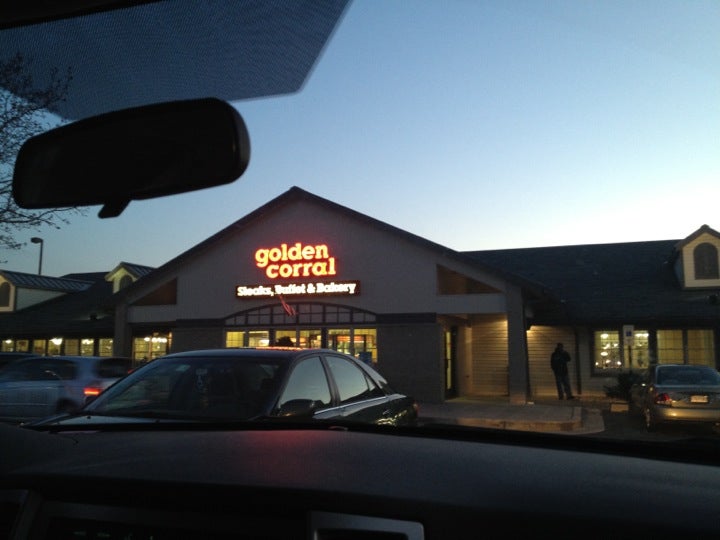 golden
corral
Steaks, Buffet & Bakery